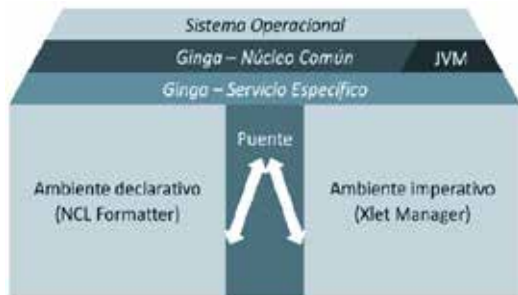 Sistema Operacional
Ginga – Núcleo Común
JVM
Ginga – Servicio Específico
Puente
Ambiente declarativo
(NCL Formatter)
Ambiente imperativo
(Xlet Manager)